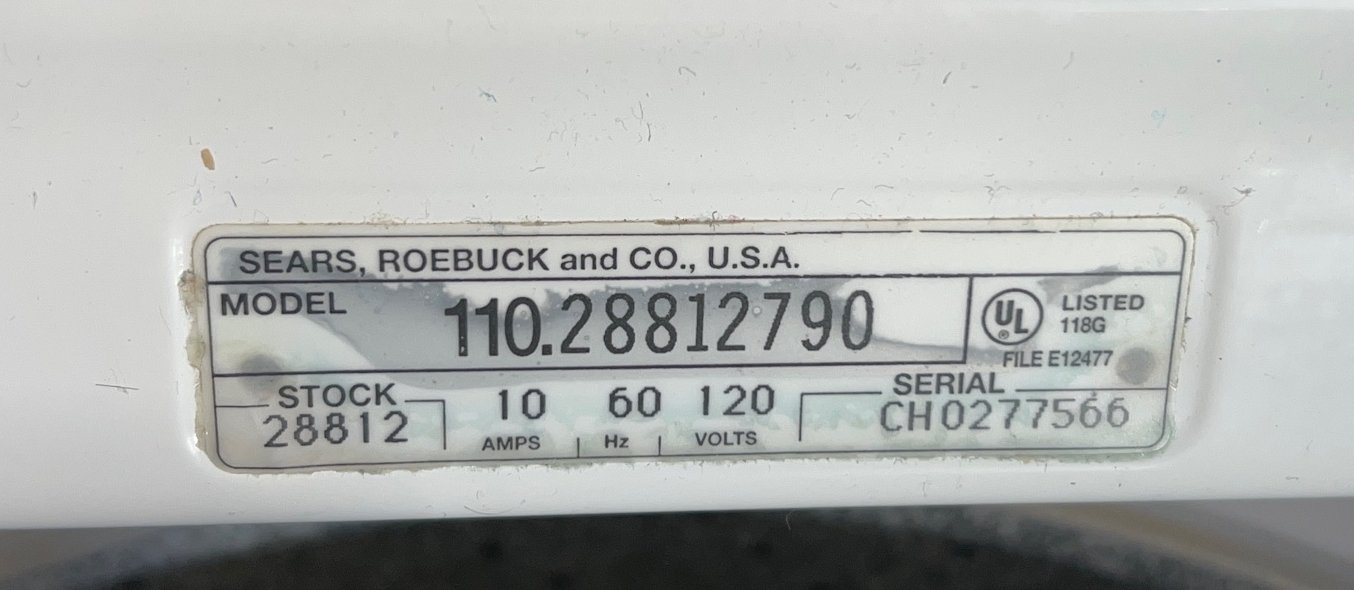 SEARS, ROEBUCK and CO., U.S.A.
MODEL 110.28812790
UL ® LISTED
118G
FILE E12477
STOCK
28812
10 60 120
AMPS Hz VOLTS
SERIAL
CH0277566